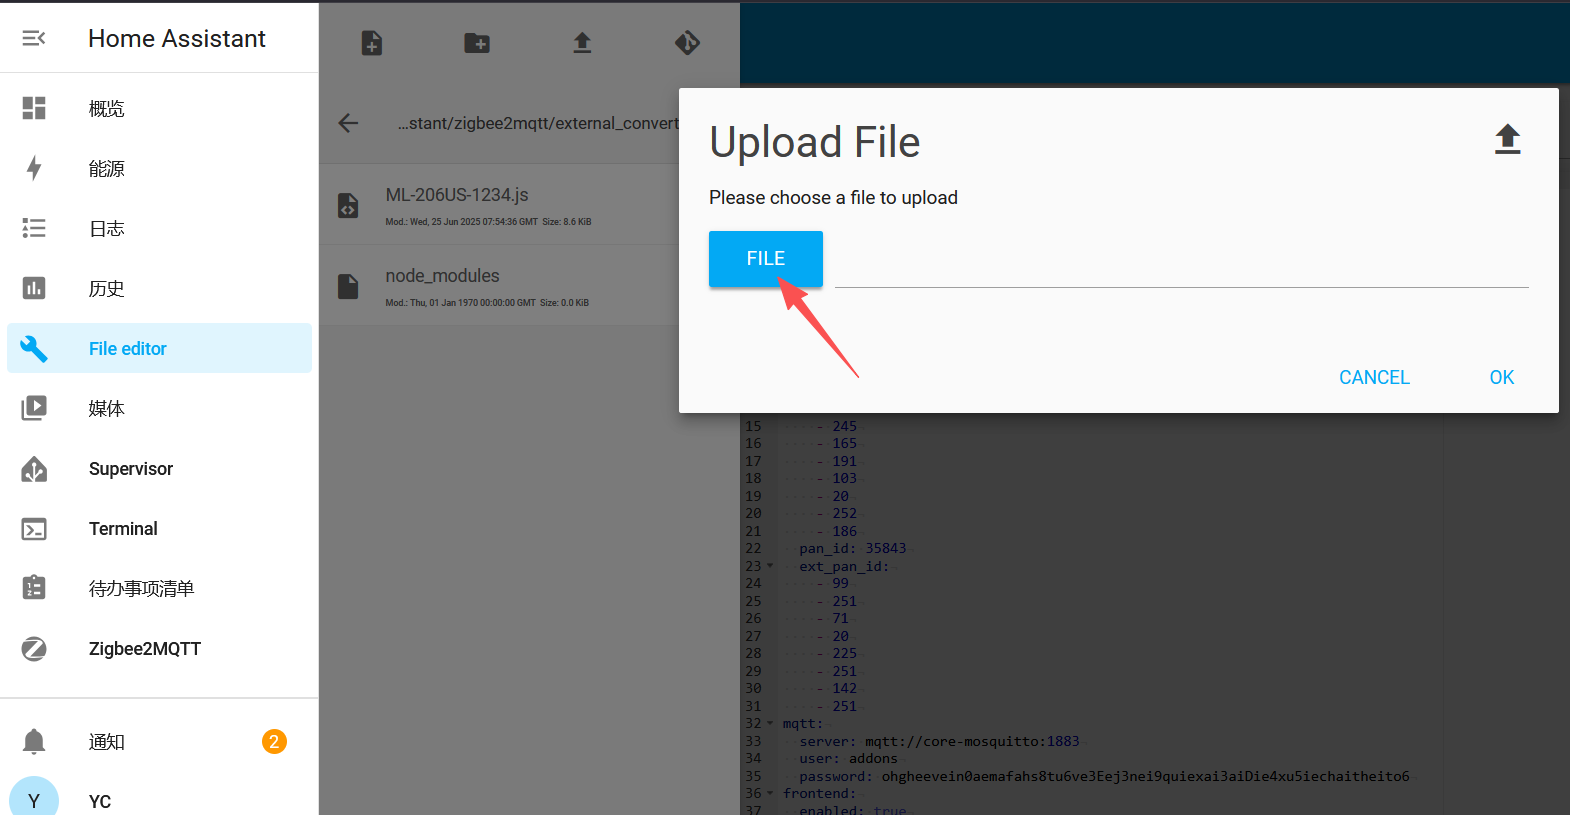 Home Assistant
概览
能源
日志
历史
File editor
媒体
Supervisor
Terminal
待办事项清单
Zigbee2MQTT
通知
2
Y
YC
...stant/zigbee2mqtt/external_convert
ML-206US-1234.js
Mod.: Wed, 25 Jun 2025 07:54:36 GMT Size: 8.6 KiB
node_modules
Mod.: Thu, 01 Jan 1970 00:00:00 GMT Size: 0.0 KiB
Upload File
Please choose a file to upload
FILE
CANCEL
OK
15 - 245
16 - 165
17 - 191
18 - 103
19 - 20
20 - 252
21 - 186
22 pan_id: 35843
23 ext_pan_id:
24 - 99
25 - 251
26 - 71
27 - 20
28 - 225
29 - 251
30 - 142
31 - 251
32 mqtt:
33 server: mqtt://core-mosquitto:1883
34 user: addons
35 password: ohgheevein0aemafahs8tu6ve3Eej3nei9quiexai3aiDie4xu5iechaitheito6
36 frontend:
37 enabled: true